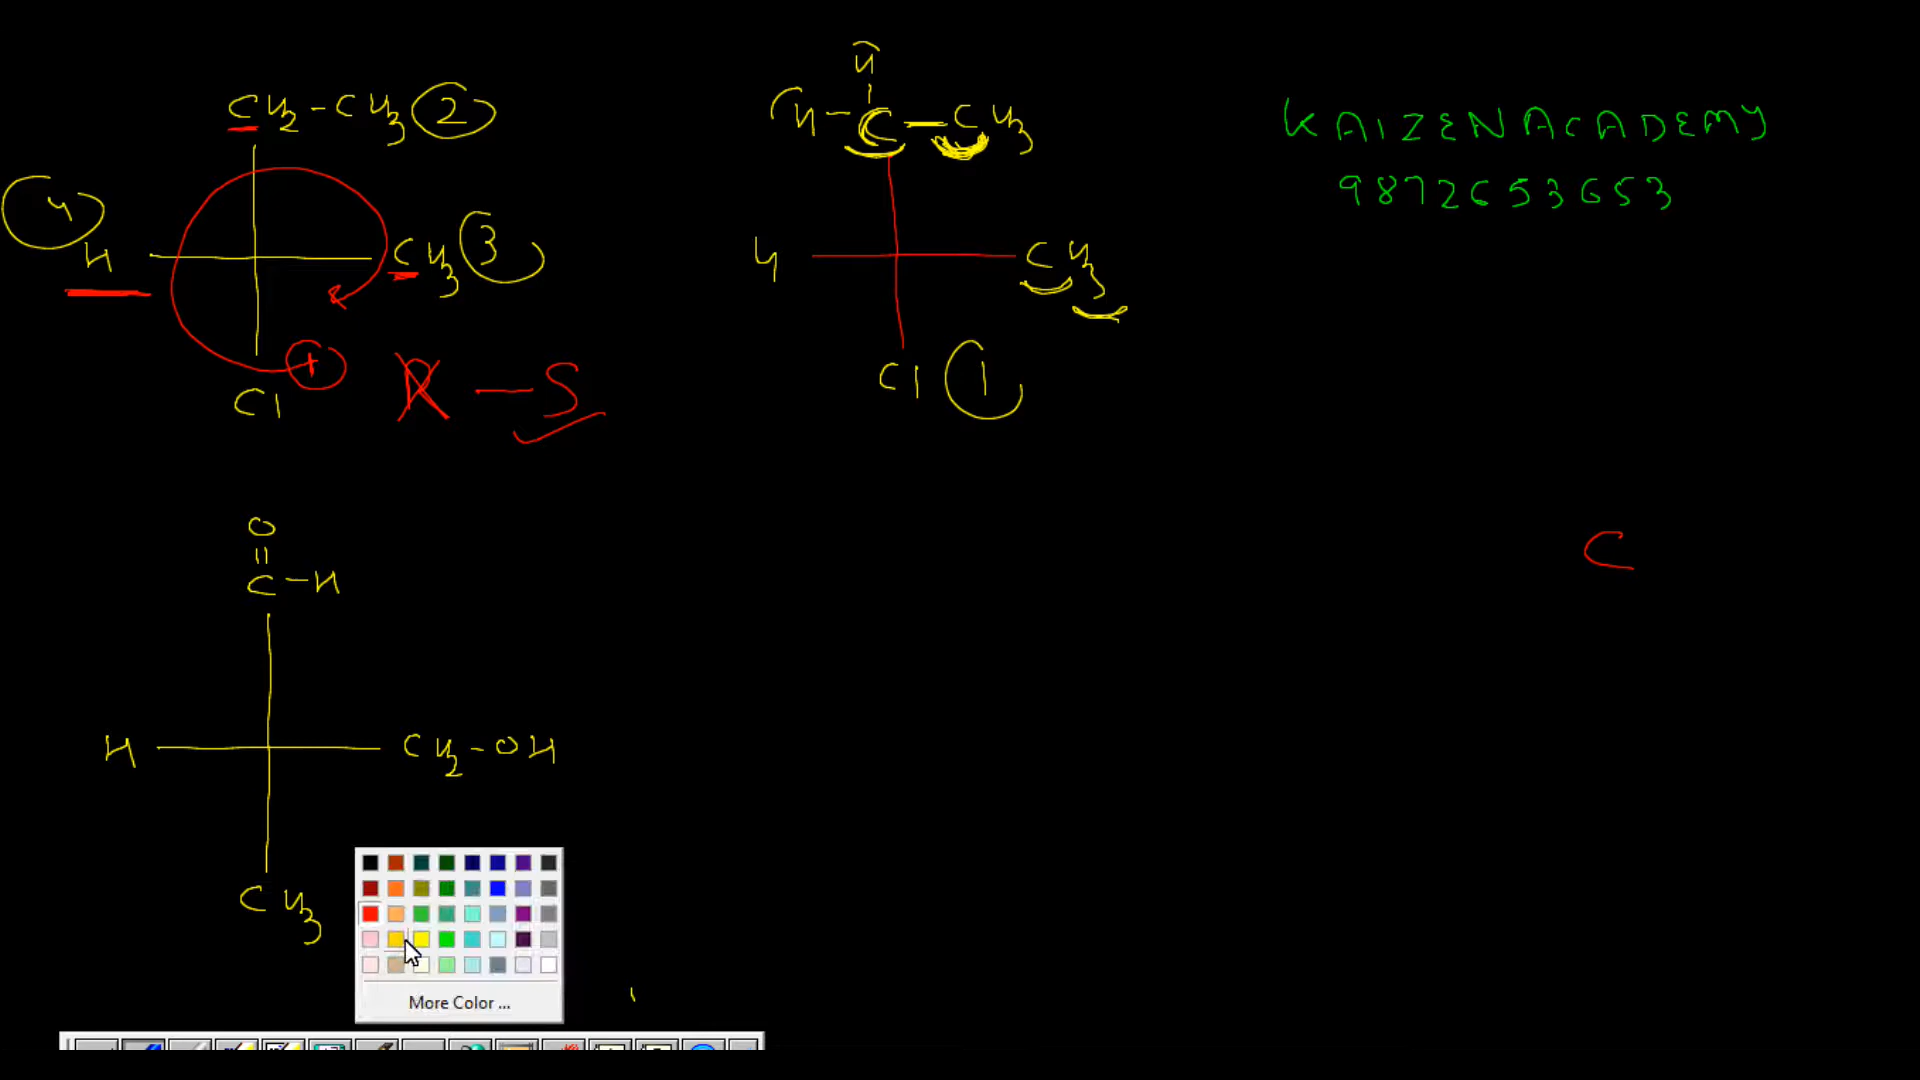 CH2-CH3 2
4
H CH3 3
Cl 1
R - S
H
H-C-CH3
H CH3
Cl 1
KAIZEN ACADEMY
9872653653
O
C-H
H CH2-OH
CH3
C
More Color ...